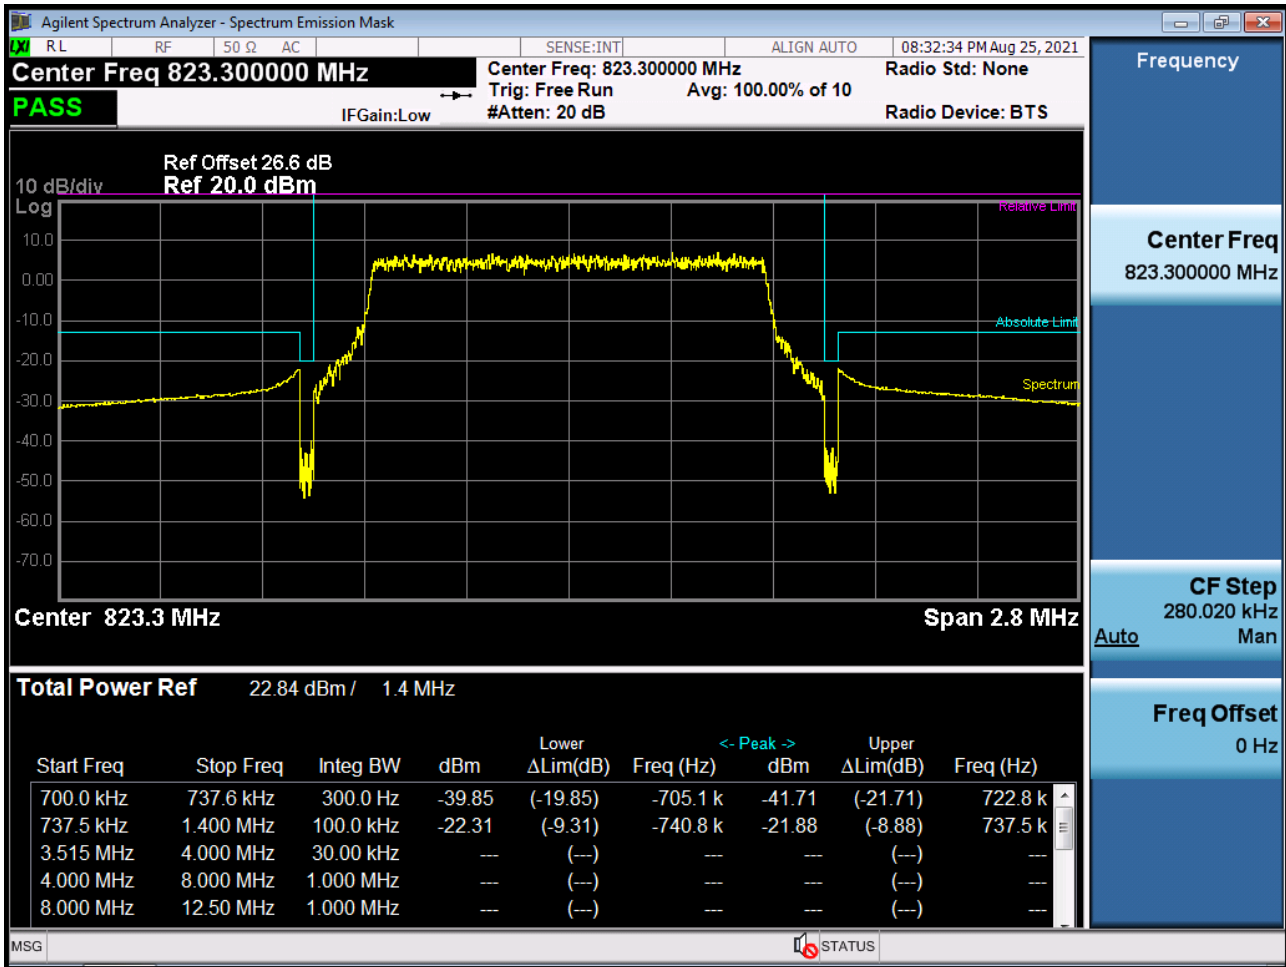 Agilent Spectrum Analyzer - Spectrum Emission Mask
LXI RL RF 50 Ω AC SENSE:INT ALIGN AUTO 08:32:34 PM Aug 25, 2021
Center Freq 823.300000 MHz
Center Freq: 823.300000 MHz Radio Std: None
Trig: Free Run Avg: 100.00% of 10
PASS
IFGain:Low #Atten: 20 dB Radio Device: BTS
Ref Offset 26.6 dB
10 dB/div Ref 20.0 dBm
Log
Relative Limit
10.0
0.00
-10.0
Absolute Limit
-20.0
Spectrum
-30.0
-40.0
-50.0
-60.0
-70.0
Center 823.3 MHz Span 2.8 MHz
Total Power Ref 22.84 dBm / 1.4 MHz
Lower <- Peak -> Upper
Start Freq Stop Freq Integ BW dBm ΔLim(dB) Freq (Hz) dBm ΔLim(dB) Freq (Hz)
700.0 kHz 737.6 kHz 300.0 Hz -39.85 (-19.85) -705.1 k -41.71 (-21.71) 722.8 k
737.5 kHz 1.400 MHz 100.0 kHz -22.31 (-9.31) -740.8 k -21.88 (-8.88) 737.5 k
3.515 MHz 4.000 MHz 30.00 kHz --- (---) --- --- (---) ---
4.000 MHz 8.000 MHz 1.000 MHz --- (---) --- --- (---) ---
8.000 MHz 12.50 MHz 1.000 MHz --- (---) --- --- (---) ---
MSG STATUS
Frequency
Center Freq
823.300000 MHz
CF Step
280.020 kHz
Auto Man
Freq Offset
0 Hz